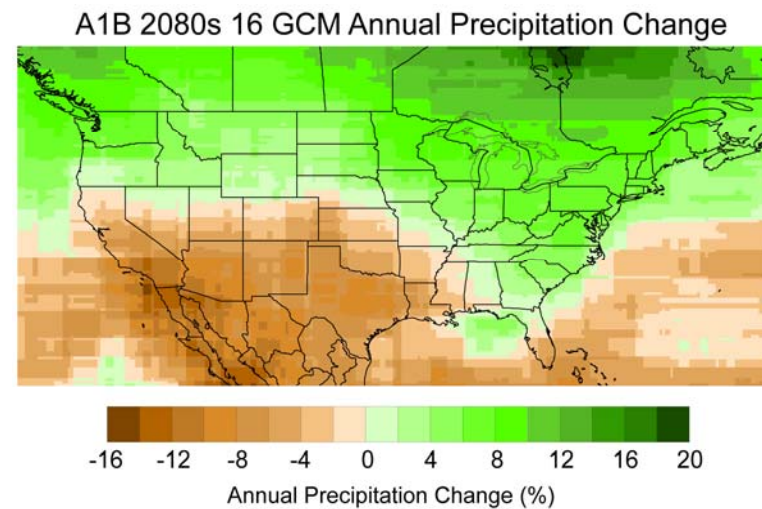 A1B 2080s 16 GCM Annual Precipitation Change
-16 -12 -8 -4 0 4 8 12 16 20
Annual Precipitation Change (%)